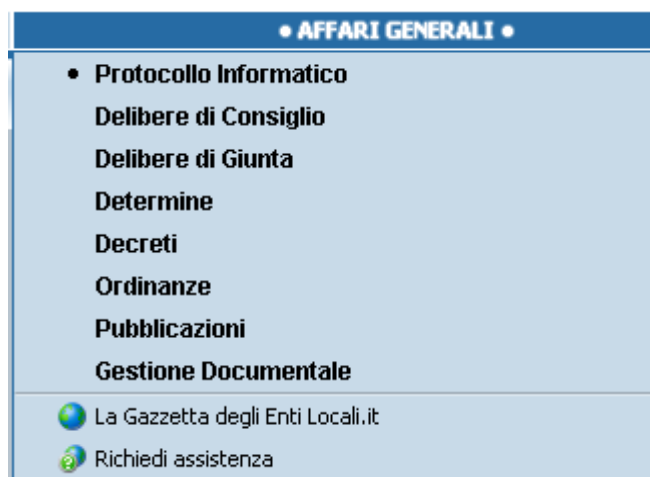 • AFFARI GENERALI •
• Protocollo Informatico
Delibere di Consiglio
Delibere di Giunta
Determine
Decreti
Ordinanze
Pubblicazioni
Gestione Documentale
La Gazzetta degli Enti Locali.it
Richiedi assistenza